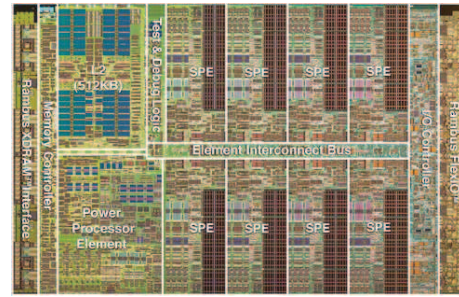 Rambus XDRAM™ Interface
Memory Controller
L2
(512KB)
Test & Debug Logic
SPE
SPE
SPE
SPE
Element Interconnect Bus
Power
Processor
Element
SPE
SPE
SPE
SPE
I/O Controller
Rambus FlexIO™